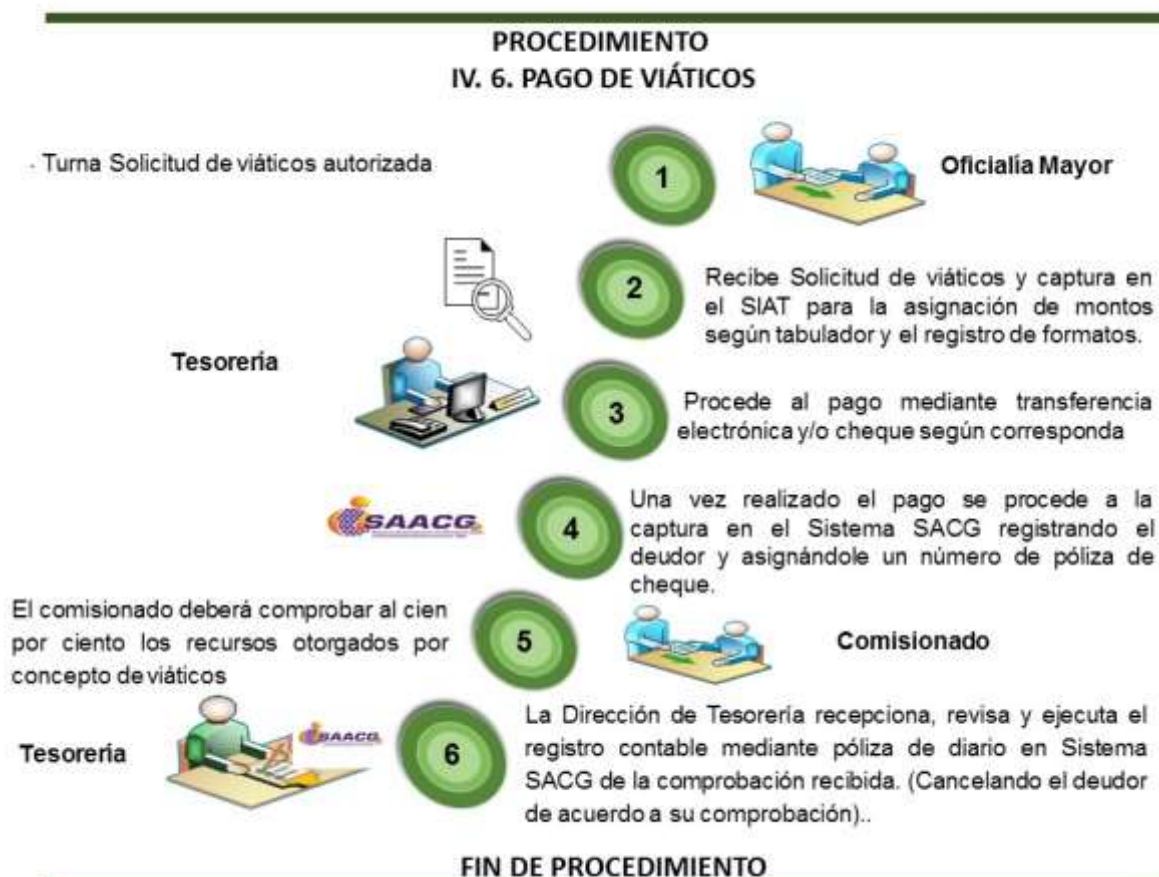 PROCEDIMIENTO
IV. 6. PAGO DE VIÁTICOS
- Turna Solicitud de viáticos autorizada
1
Oficialía Mayor
2
Recibe Solicitud de viáticos y captura en
el SIAT para la asignación de montos
según tabulador y el registro de formatos.
Tesorería
3
Procede al pago mediante transferencia
electrónica y/o cheque según corresponda
SAACG
4
Una vez realizado el pago se procede a la
captura en el Sistema SACG registrando el
deudor y asignándole un número de póliza de
cheque.
El comisionado deberá comprobar al cien
por ciento los recursos otorgados por
concepto de viáticos
5
Comisionado
Tesorería
SAACG
6
La Dirección de Tesorería recepciona, revisa y ejecuta el
registro contable mediante póliza de diario en Sistema
SACG de la comprobación recibida. (Cancelando el deudor
de acuerdo a su comprobación)..
FIN DE PROCEDIMIENTO